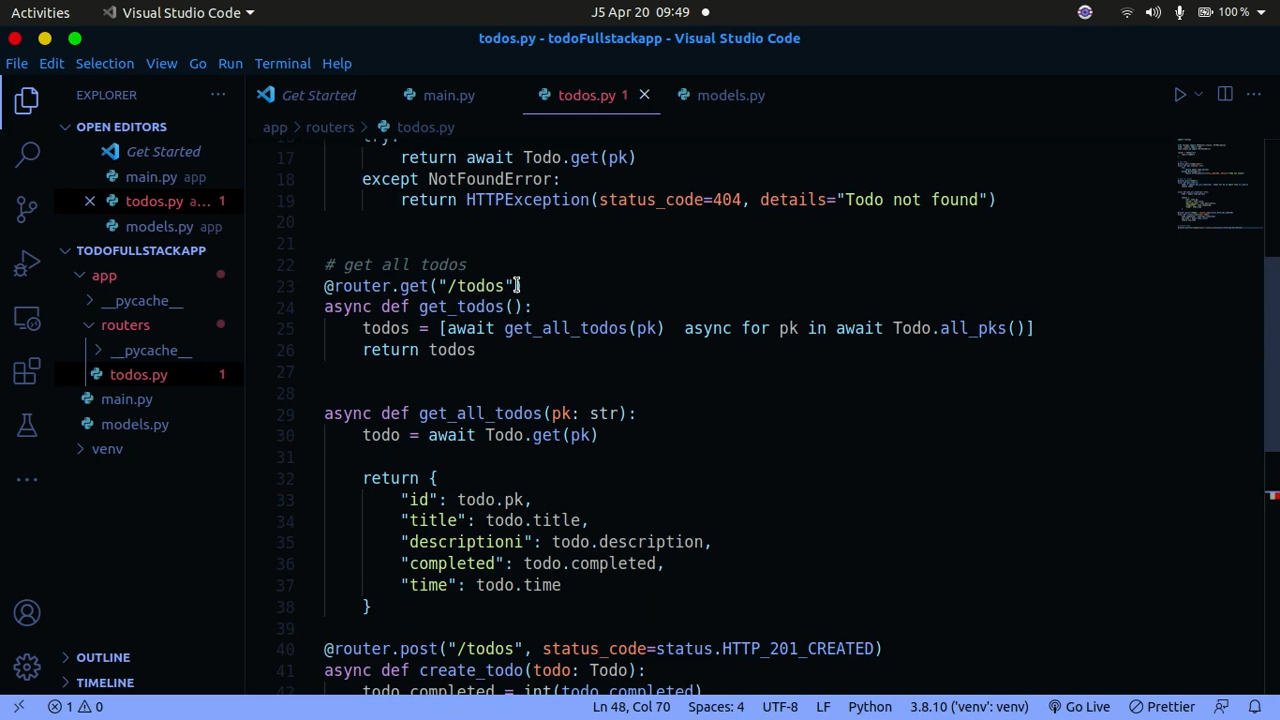 Activities
Visual Studio Code
J5 Apr 20 09:49
100 %
todos.py - todoFullstackapp - Visual Studio Code
File Edit Selection View Go Run Terminal Help
EXPLORER
Get Started
main.py
todos.py 1
models.py
OPEN EDITORS
Get Started
main.py app
todos.py a... 1
models.py app
TODOFULLSTACKAPP
app
__pycache__
routers
__pycache__
todos.py 1
main.py
models.py
venv
OUTLINE
TIMELINE
app > routers > todos.py
try:
17 return await Todo.get(pk)
18 except NotFoundError:
19 return HTTPException(status_code=404, details="Todo not found")
20
21
22 # get all todos
23 @router.get("/todos")
24 async def get_todos():
25 todos = [await get_all_todos(pk)  async for pk in await Todo.all_pks()]
26 return todos
27
28
29 async def get_all_todos(pk: str):
30 todo = await Todo.get(pk)
31
32 return {
33 "id": todo.pk,
34 "title": todo.title,
35 "descriptioni": todo.description,
36 "completed": todo.completed,
37 "time": todo.time
38 }
39
40 @router.post("/todos", status_code=status.HTTP_201_CREATED)
41 async def create_todo(todo: Todo):
42 todo.completed = int(todo.completed)
1 0
Ln 48, Col 70
Spaces: 4
UTF-8
LF
Python
3.8.10 ('venv': venv)
Go Live
Prettier